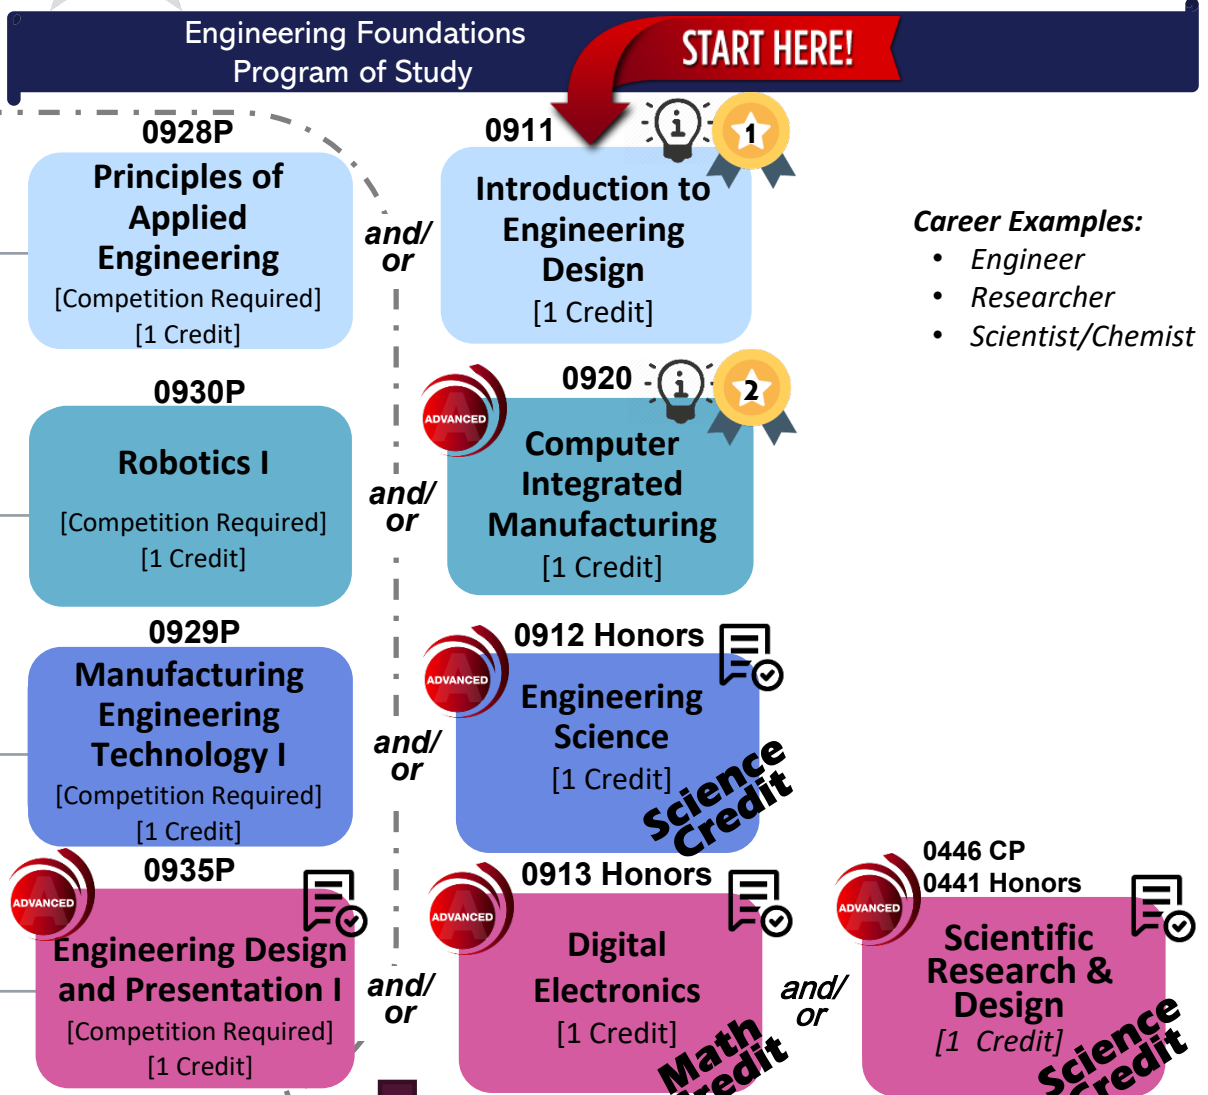 Engineering Foundations
Program of Study
START HERE!
0928P
Principles of
Applied
Engineering
[Competition Required]
[1 Credit]
and/
or
0911
i
1
Introduction to
Engineering
Design
[1 Credit]
Career Examples:
• Engineer
• Researcher
• Scientist/Chemist
0930P
Robotics I
[Competition Required]
[1 Credit]
and/
or
ADVANCED
0920
i
2
Computer
Integrated
Manufacturing
[1 Credit]
0929P
Manufacturing
Engineering
Technology I
[Competition Required]
[1 Credit]
and/
or
ADVANCED
0912 Honors
Engineering
Science
[1 Credit]
Science
Credit
ADVANCED
0935P
Engineering Design
and Presentation I
[Competition Required]
[1 Credit]
and/
or
ADVANCED
0913 Honors
Digital
Electronics
[1 Credit]
Math
Credit
and/
or
ADVANCED
0446 CP
0441 Honors
Scientific
Research &
Design
[1 Credit]
Science
Credit